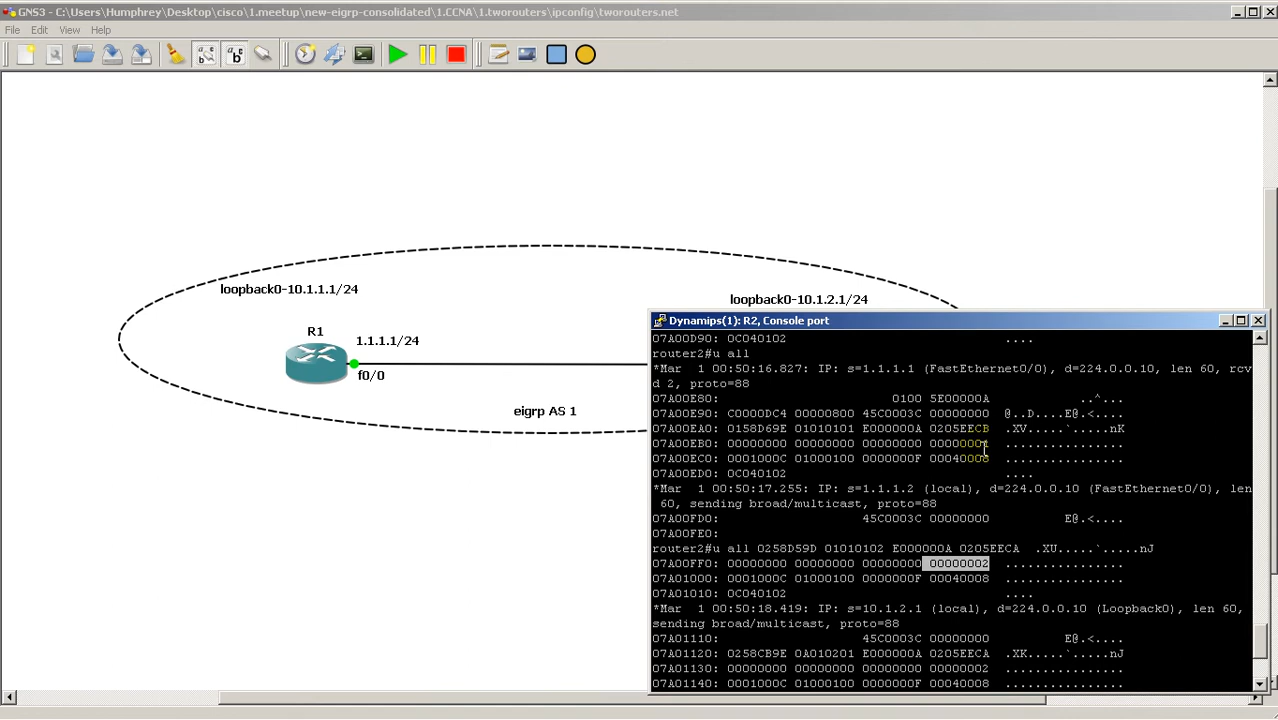 GNS3 - C:\Users\Humphrey\Desktop\cisco\1.meetup\new-eigrp-consolidated\1.CCNA\1.tworouters\ipconfig\tworouters.net
File Edit View Help
loopback0-10.1.1.1/24
loopback0-10.1.2.1/24
R1
1.1.1.1/24
f0/0
eigrp AS 1
Dynamips(1): R2, Console port
07A00D90: 0C040102 ....
router2#u all
*Mar 1 00:50:16.827: IP: s=1.1.1.1 (FastEthernet0/0), d=224.0.0.10, len 60, rcv
d 2, proto=88
07A00E80: 0100 5E00000A ..^...
07A00E90: C0000DC4 00000800 45C0003C 00000000 @..D....E@.<....
07A00EA0: 0158D69E 01010101 E000000A 0205EECB .XV.....`.....nK
07A00EB0: 00000000 00000000 00000000 00000001 ................
07A00EC0: 0001000C 01000100 0000000F 00040008 ................
07A00ED0: 0C040102 ....
*Mar 1 00:50:17.255: IP: s=1.1.1.2 (local), d=224.0.0.10 (FastEthernet0/0), len
60, sending broad/multicast, proto=88
07A00FD0: 45C0003C 00000000 E@.<....
07A00FE0:
router2#u all 0258D59D 01010102 E000000A 0205EECA .XU.....`.....nJ
07A00FF0: 00000000 00000000 00000000 00000002 ................
07A01000: 0001000C 01000100 0000000F 00040008 ................
07A01010: 0C040102 ....
*Mar 1 00:50:18.419: IP: s=10.1.2.1 (local), d=224.0.0.10 (Loopback0), len 60,
sending broad/multicast, proto=88
07A01110: 45C0003C 00000000 E@.<....
07A01120: 0258CB9E 0A010201 E000000A 0205EECA .XK.....`.....nJ
07A01130: 00000000 00000000 00000000 00000002 ................
07A01140: 0001000C 01000100 0000000F 00040008 ................